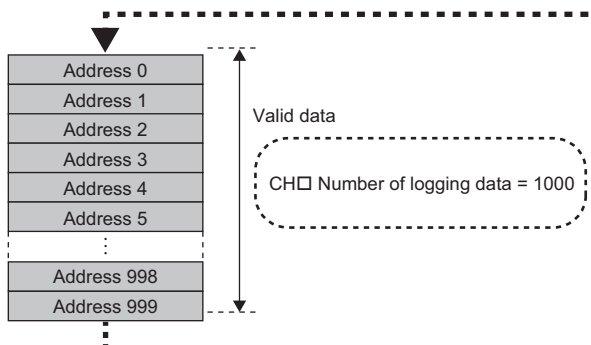 Address 0
Address 1
Address 2
Address 3
Address 4
Address 5
⋮
Address 998
Address 999
Valid data
CH□ Number of logging data = 1000